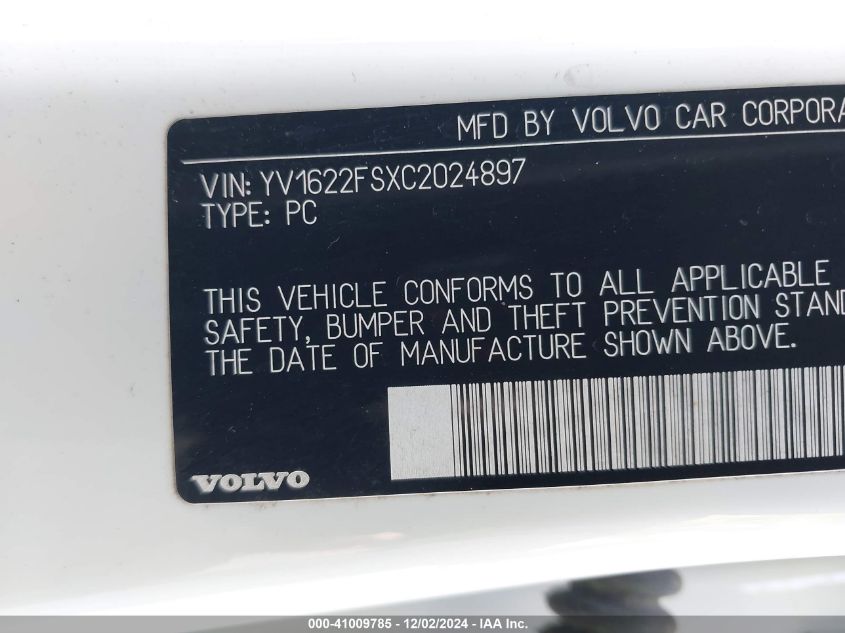 MFD BY VOLVO CAR CORPORA
VIN: YV1622FSXC2024897
TYPE: PC
THIS VEHICLE CONFORMS TO ALL APPLICABLE
SAFETY, BUMPER AND THEFT PREVENTION STAND
THE DATE OF MANUFACTURE SHOWN ABOVE.
VOLVO
000-41009785 - 12/02/2024 - IAA Inc.